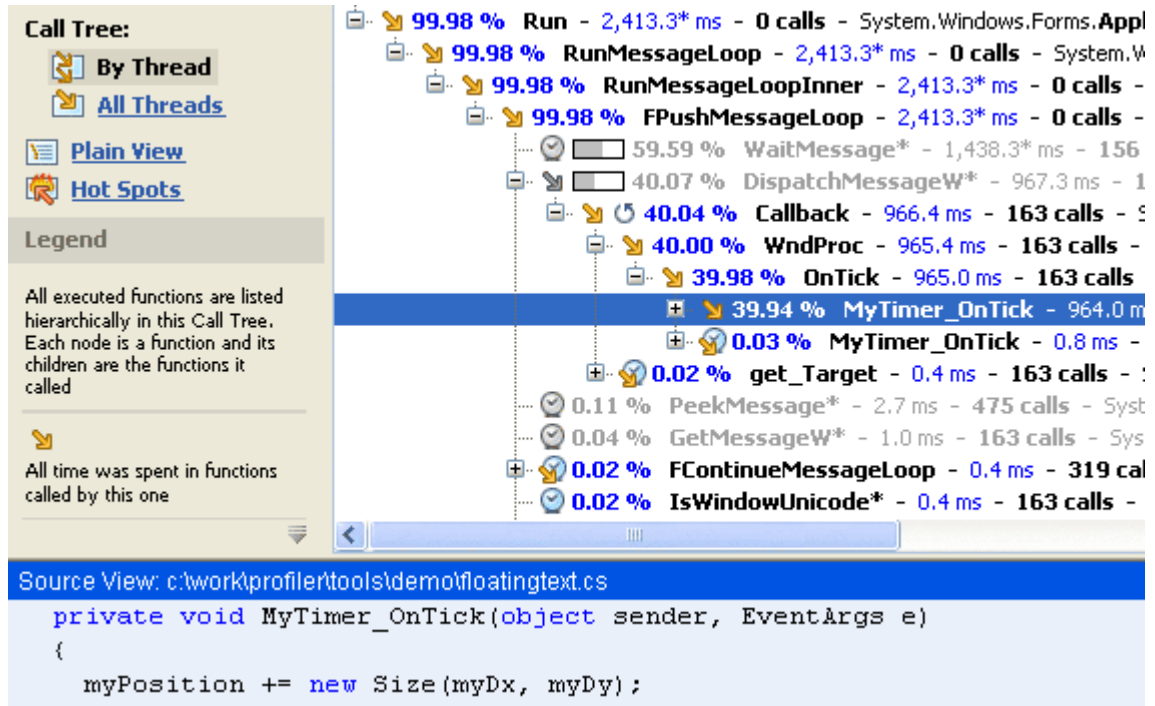 Call Tree:
By Thread
All Threads
Plain View
Hot Spots
Legend
All executed functions are listed
hierarchically in this Call Tree.
Each node is a function and its
children are the functions it
called
All time was spent in functions
called by this one
99.98 % Run - 2,413.3* ms - 0 calls - System.Windows.Forms.Appl
99.98 % RunMessageLoop - 2,413.3* ms - 0 calls - System.W
99.98 % RunMessageLoopInner - 2,413.3* ms - 0 calls -
99.98 % FPushMessageLoop - 2,413.3* ms - 0 calls -
59.59 % WaitMessage* - 1,438.3* ms - 156
40.07 % DispatchMessageW* - 967.3 ms - 1
40.04 % Callback - 966.4 ms - 163 calls - S
40.00 % WndProc - 965.4 ms - 163 calls -
39.98 % OnTick - 965.0 ms - 163 calls
39.94 % MyTimer_OnTick - 964.0 m
0.03 % MyTimer_OnTick - 0.8 ms -
0.02 % get_Target - 0.4 ms - 163 calls -
0.11 % PeekMessage* - 2.7 ms - 475 calls - Syst
0.04 % GetMessageW* - 1.0 ms - 163 calls - Sys
0.02 % FContinueMessageLoop - 0.4 ms - 319 cal
0.02 % IsWindowUnicode* - 0.4 ms - 163 calls -
Source View: c:\work\profiler\tools\demo\floatingtext.cs
private void MyTimer_OnTick(object sender, EventArgs e)
{
myPosition += new Size(myDx, myDy);